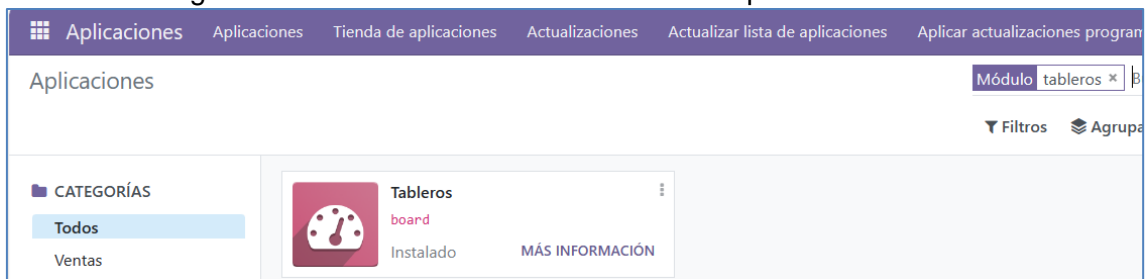 Aplicaciones Aplicaciones Tienda de aplicaciones Actualizaciones Actualizar lista de aplicaciones Aplicar actualizaciones program
Aplicaciones
Módulo tableros × B
Filtros Agrupa
CATEGORÍAS
Todos
Ventas
Tableros
board
Instalado MÁS INFORMACIÓN